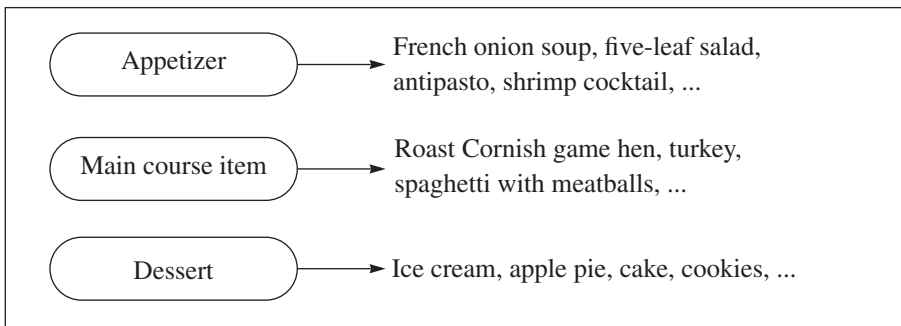 Appetizer
French onion soup, five-leaf salad,
antipasto, shrimp cocktail, ...
Main course item
Roast Cornish game hen, turkey,
spaghetti with meatballs, ...
Dessert
Ice cream, apple pie, cake, cookies, ...